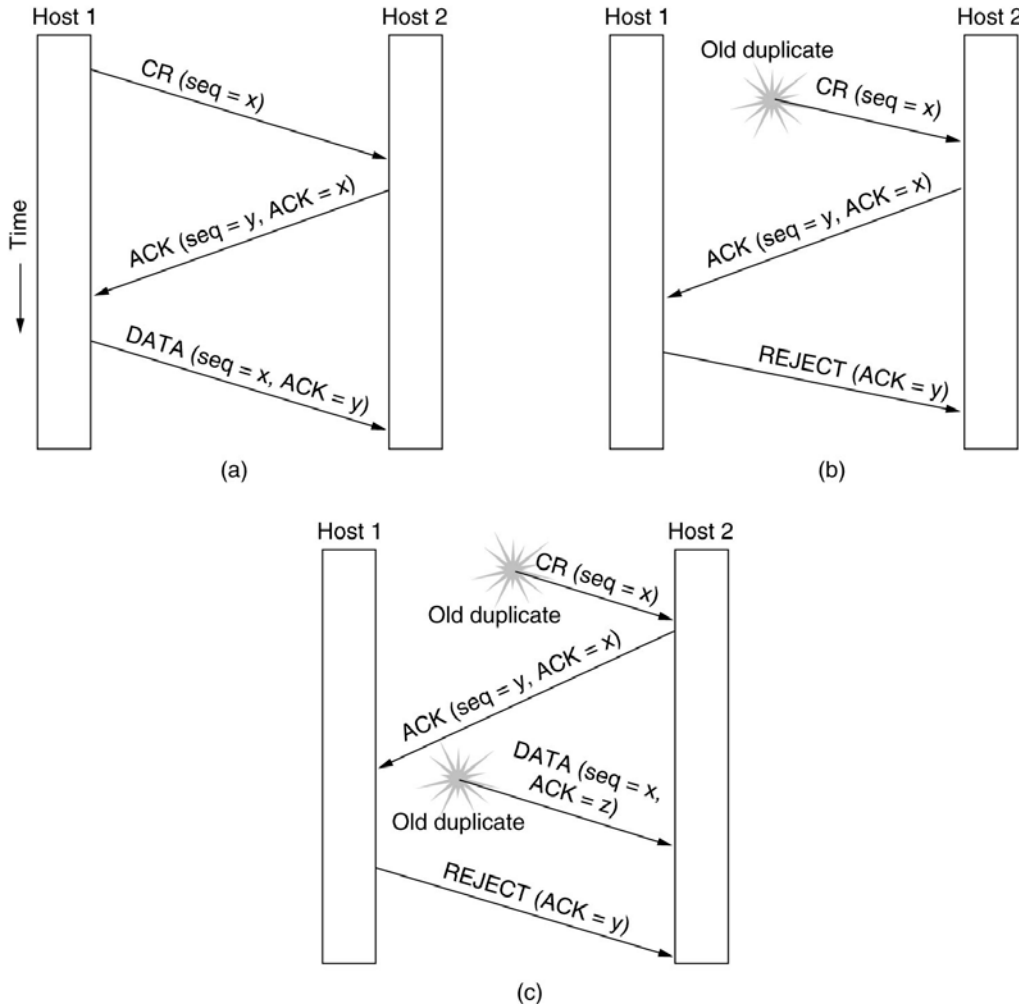 Host 1
Host 2
CR (seq = x)
ACK (seq = y, ACK = x)
DATA (seq = x, ACK = y)
Time
(a)
Host 1
Host 2
Old duplicate
CR (seq = x)
ACK (seq = y, ACK = x)
REJECT (ACK = y)
(b)
Host 1
Host 2
CR (seq = x)
Old duplicate
ACK (seq = y, ACK = x)
DATA (seq = x,
ACK = z)
Old duplicate
REJECT (ACK = y)
(c)